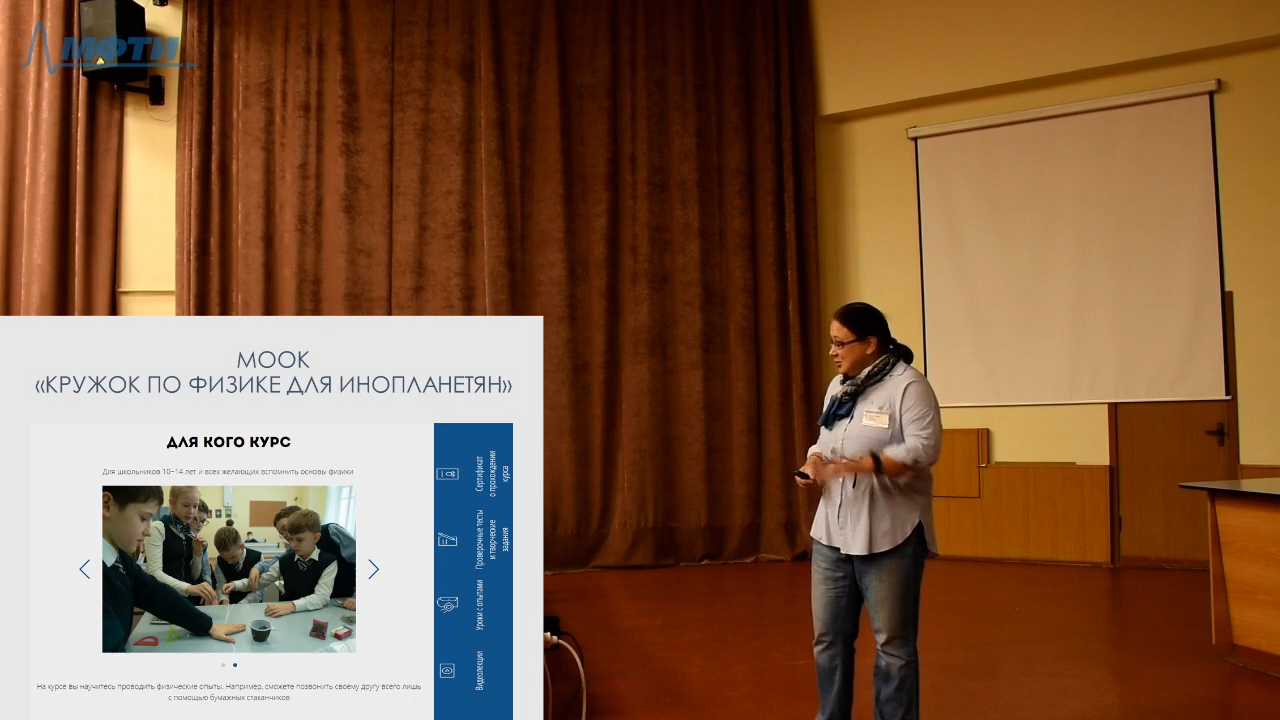 МФТИ
МООК
«КРУЖОК ПО ФИЗИКЕ ДЛЯ ИНОПЛАНЕТЯН»
ДЛЯ КОГО КУРС
Для школьников 10–14 лет и всех желающих вспомнить основы физики
На курсе вы научитесь проводить физические опыты. Например, сможете позвонить своему другу всего лишь
с помощью бумажных стаканчиков
Сертификат
о прохождении
курса
Проверочные тесты
и творческие
задания
Уроки с опытами
Видеолекции